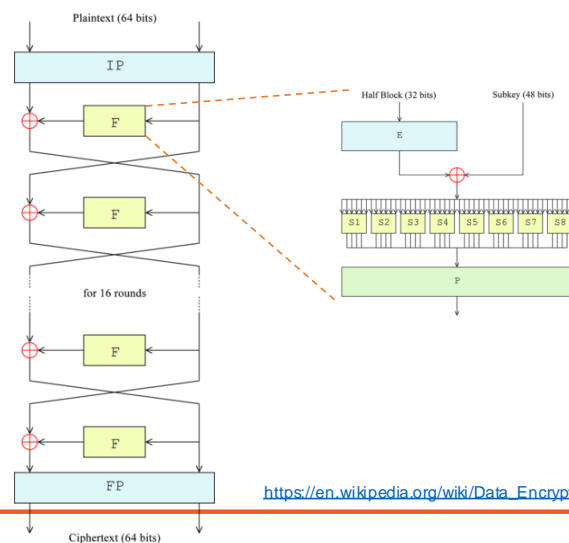 Plaintext (64 bits)
IP
F
F
for 16 rounds
F
F
FP
Ciphertext (64 bits)
Half Block (32 bits) Subkey (48 bits)
E
S1 S2 S3 S4 S5 S6 S7 S8
P
https://en.wikipedia.org/wiki/Data_Encryp